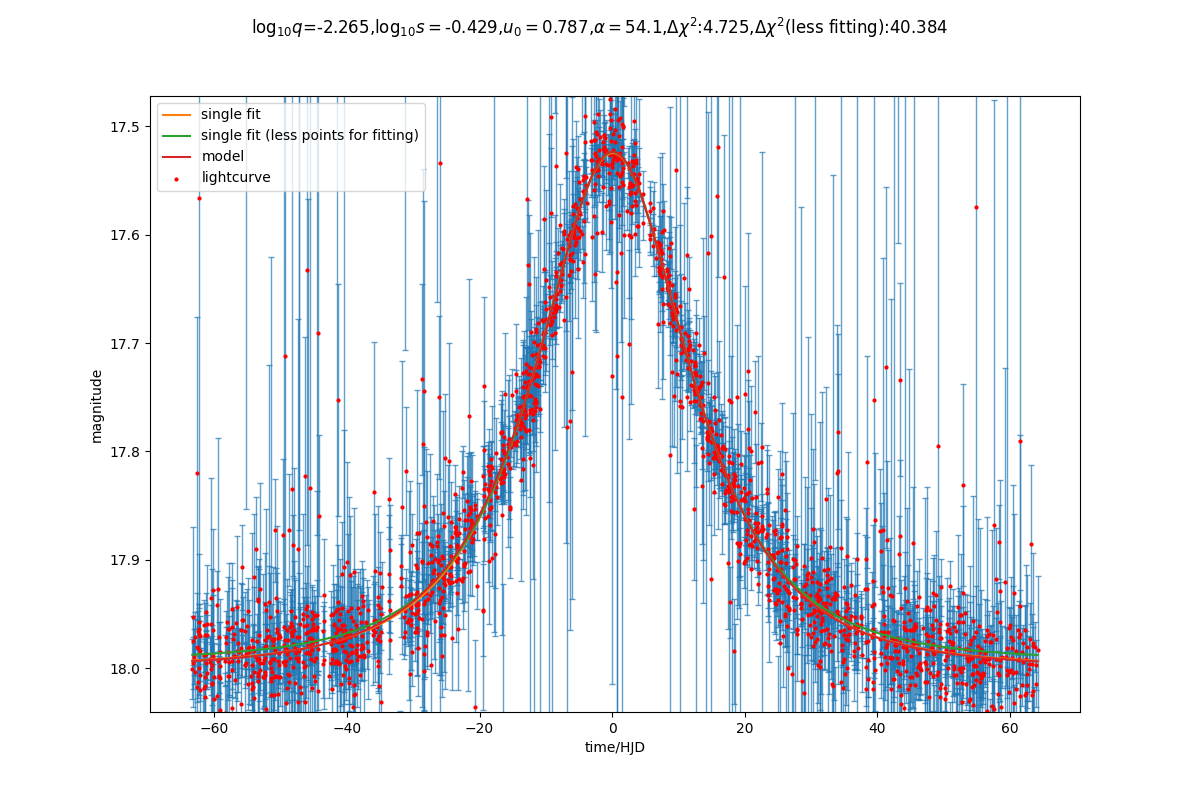 log₁₀q=-2.265,log₁₀s = -0.429,u₀ = 0.787,α = 54.1,Δχ²:4.725,Δχ²(less fitting):40.384
single fit
single fit (less points for fitting)
model
lightcurve
17.5
17.6
17.7
17.8
17.9
18.0
magnitude
−60
−40
−20
0
20
40
60
time/HJD